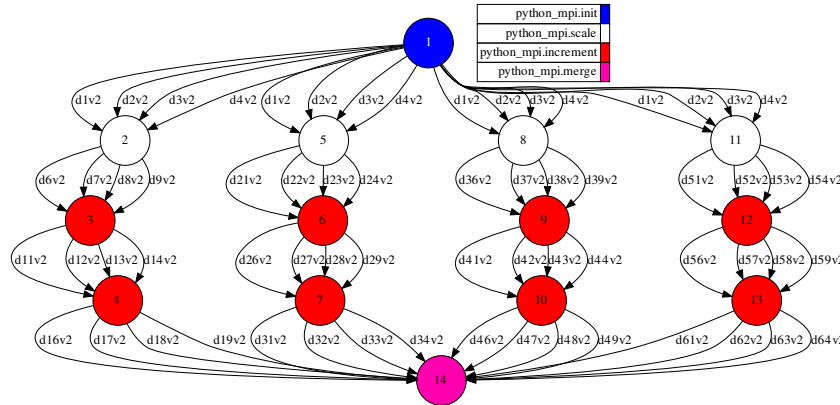 python_mpi.init
python_mpi.scale
python_mpi.increment
python_mpi.merge
1
d1v2 d2v2 d3v2 d4v2 d1v2 d2v2 d3v2 d4v2 d1v2 d2v2 d3v2 d4v2 d1v2 d2v2 d3v2 d4v2
2 5 8 11
d6v2 d7v2 d8v2 d9v2 d21v2 d22v2 d23v2 d24v2 d36v2 d37v2 d38v2 d39v2 d51v2 d52v2 d53v2 d54v2
3 6 9 12
d11v2 d12v2 d13v2 d14v2 d26v2 d27v2 d28v2 d29v2 d41v2 d42v2 d43v2 d44v2 d56v2 d57v2 d58v2 d59v2
4 7 10 13
d16v2 d17v2 d18v2 d19v2 d31v2 d32v2 d33v2 d34v2 d46v2 d47v2 d48v2 d49v2 d61v2 d62v2 d63v2 d64v2
14